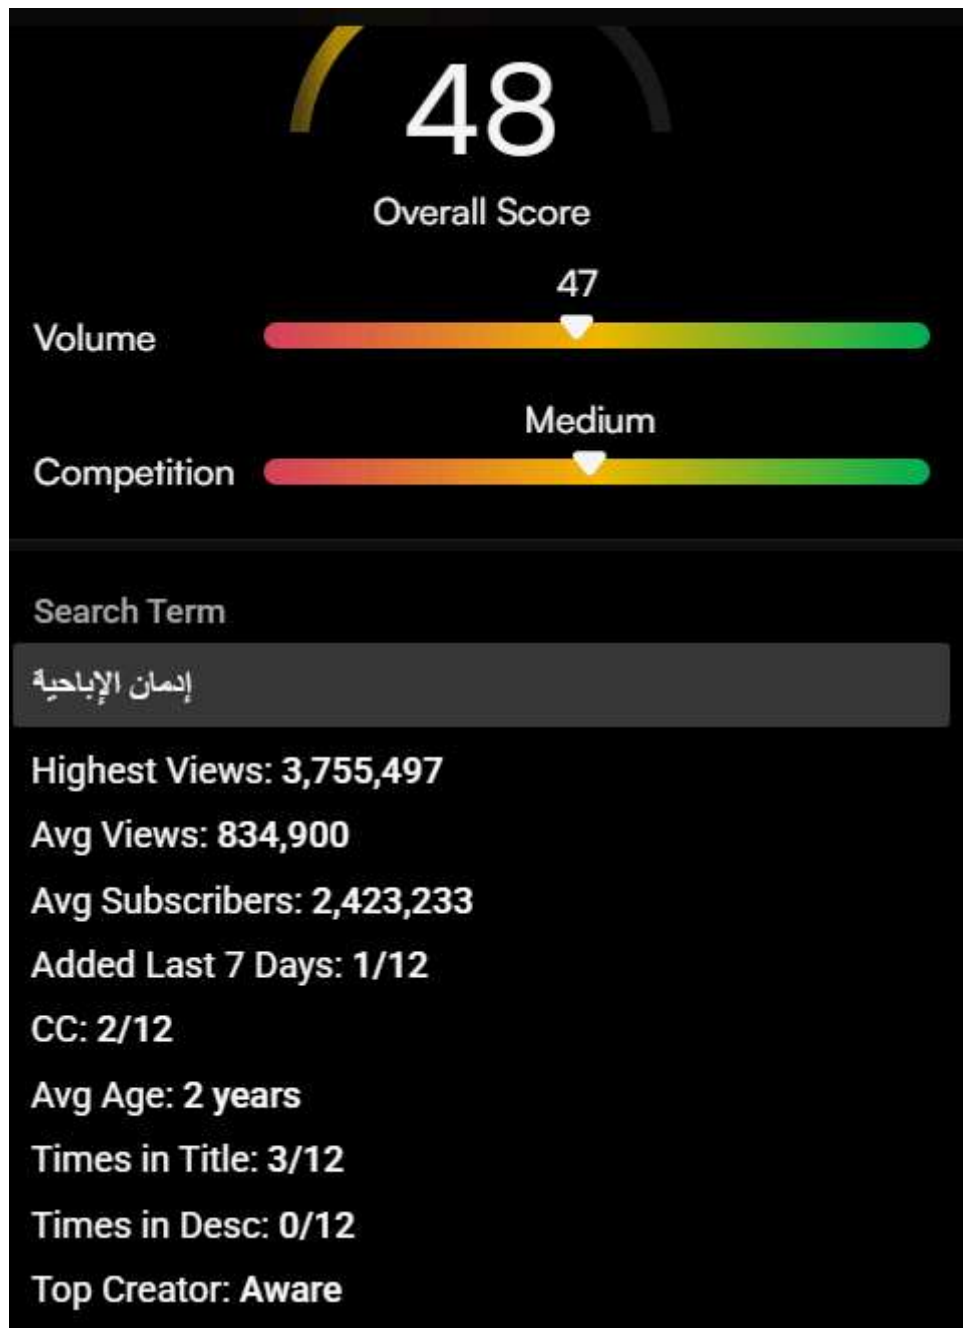 48
Overall Score
47
Volume
Medium
Competition
Search Term
إدمان الإباحية
Highest Views: 3,755,497
Avg Views: 834,900
Avg Subscribers: 2,423,233
Added Last 7 Days: 1/12
CC: 2/12
Avg Age: 2 years
Times in Title: 3/12
Times in Desc: 0/12
Top Creator: Aware